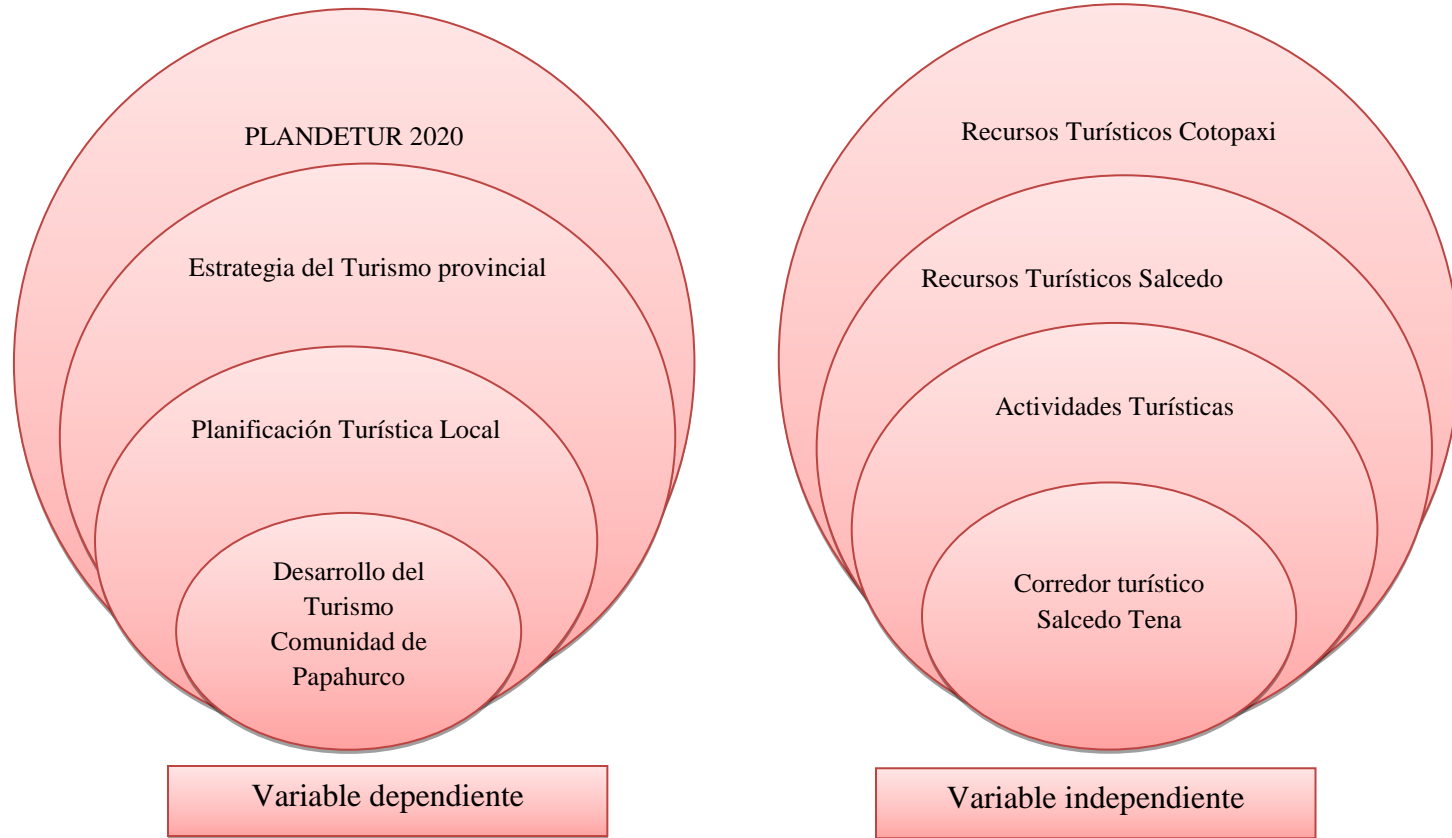 PLANDETUR 2020
Estrategia del Turismo provincial
Planificación Turística Local
Desarrollo del
Turismo
Comunidad de
Papahurco
Variable dependiente
Recursos Turísticos Cotopaxi
Recursos Turísticos Salcedo
Actividades Turísticas
Corredor turístico
Salcedo Tena
Variable independiente